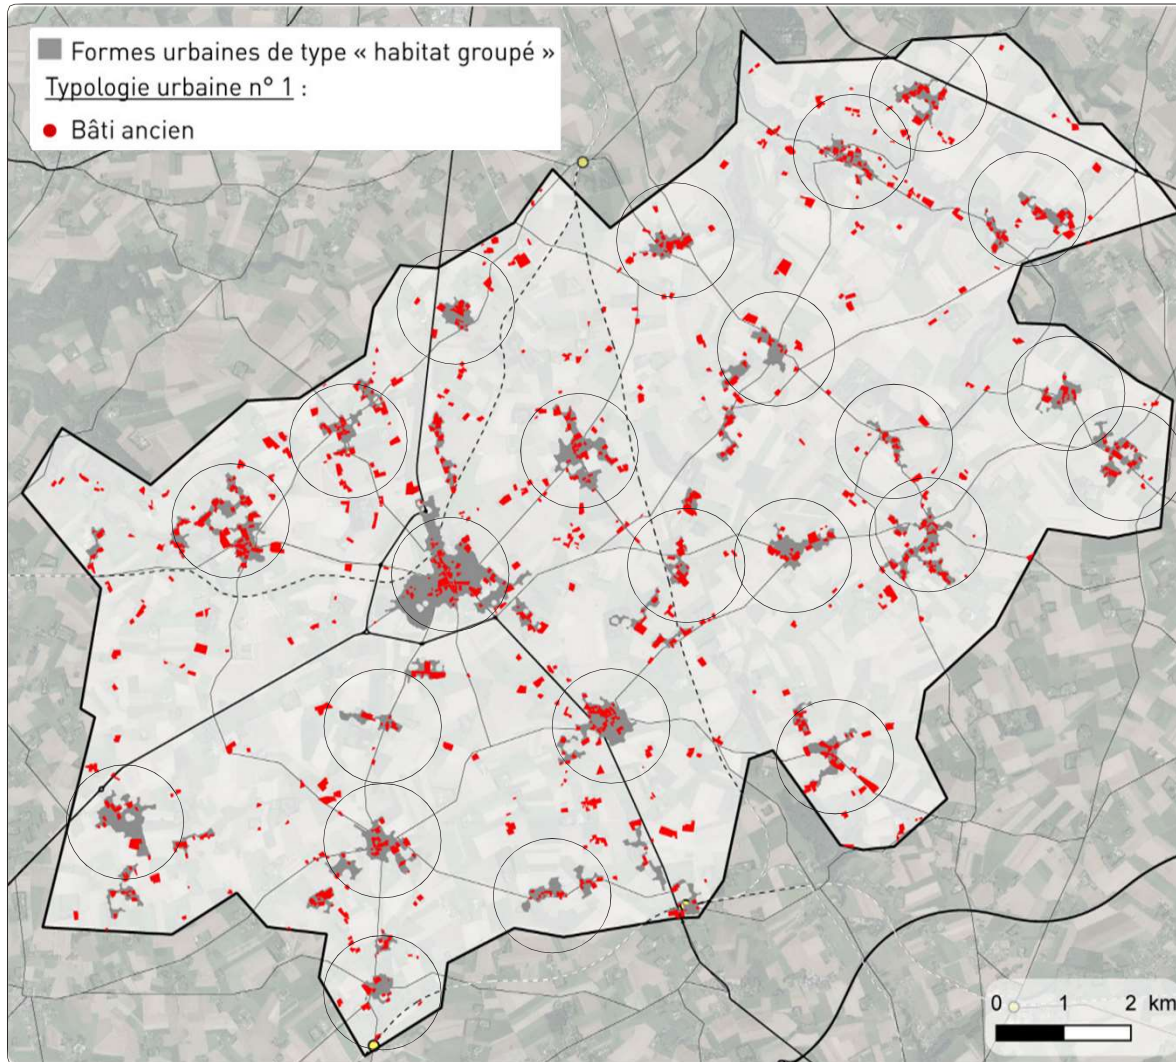 Formes urbaines de type « habitat groupé »
Typologie urbaine n° 1 :
Bâti ancien
0 1 2 km